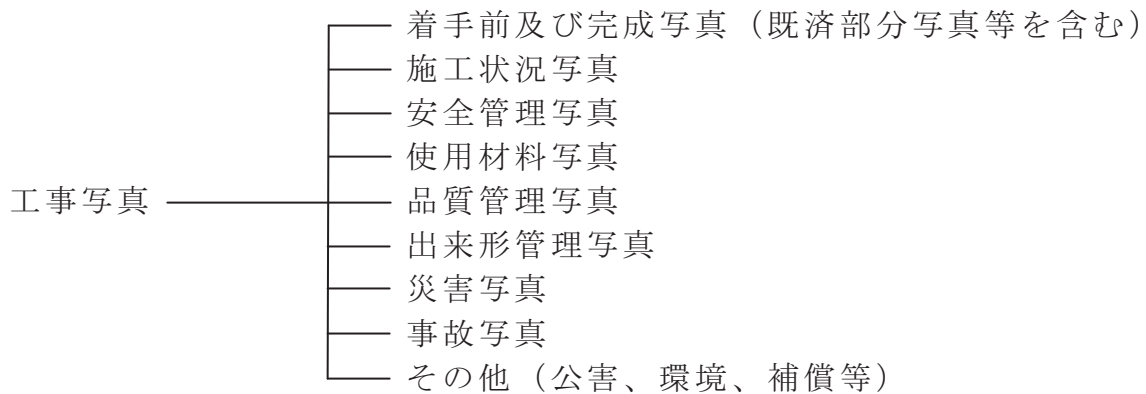 着手前及び完成写真（既済部分写真等を含む）
施工状況写真
安全管理写真
使用材料写真
工事写真
品質管理写真
出来形管理写真
災害写真
事故写真
その他（公害、環境、補償等）